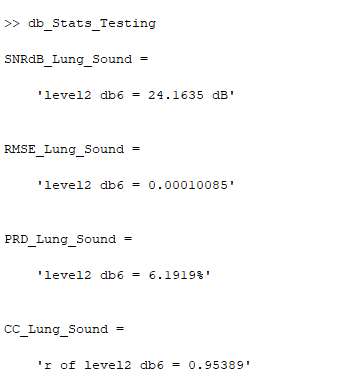 >> db_Stats_Testing
SNRdB_Lung_Sound =
'level2 db6 = 24.1635 dB'
RMSE_Lung_Sound =
'level2 db6 = 0.00010085'
PRD_Lung_Sound =
'level2 db6 = 6.1919%'
CC_Lung_Sound =
'r of level2 db6 = 0.95389'